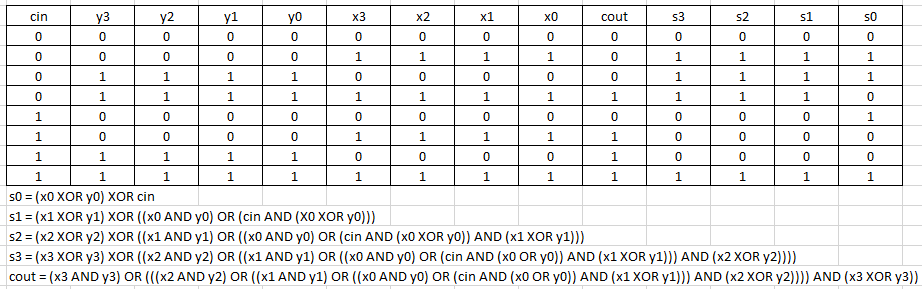 cin y3 y2 y1 y0 x3 x2 x1 x0 cout s3 s2 s1 s0
0 0 0 0 0 0 0 0 0 0 0 0 0 0
0 0 0 0 0 1 1 1 1 0 1 1 1 1
0 1 1 1 1 0 0 0 0 0 1 1 1 1
0 1 1 1 1 1 1 1 1 1 1 1 1 0
1 0 0 0 0 0 0 0 0 0 0 0 0 1
1 0 0 0 0 1 1 1 1 1 0 0 0 0
1 1 1 1 1 0 0 0 0 1 0 0 0 0
1 1 1 1 1 1 1 1 1 1 1 1 1 1
s0 = (x0 XOR y0) XOR cin
s1 = (x1 XOR y1) XOR ((x0 AND y0) OR (cin AND (X0 XOR y0)))
s2 = (x2 XOR y2) XOR ((x1 AND y1) OR ((x0 AND y0) OR (cin AND (x0 XOR y0)) AND (x1 XOR y1)))
s3 = (x3 XOR y3) XOR ((x2 AND y2) OR ((x1 AND y1) OR ((x0 AND y0) OR (cin AND (x0 OR y0)) AND (x1 XOR y1))) AND (x2 XOR y2))))
cout = (x3 AND y3) OR (((x2 AND y2) OR ((x1 AND y1) OR ((x0 AND y0) OR (cin AND (x0 OR y0)) AND (x1 XOR y1))) AND (x2 XOR y2)))) AND (x3 XOR y3))